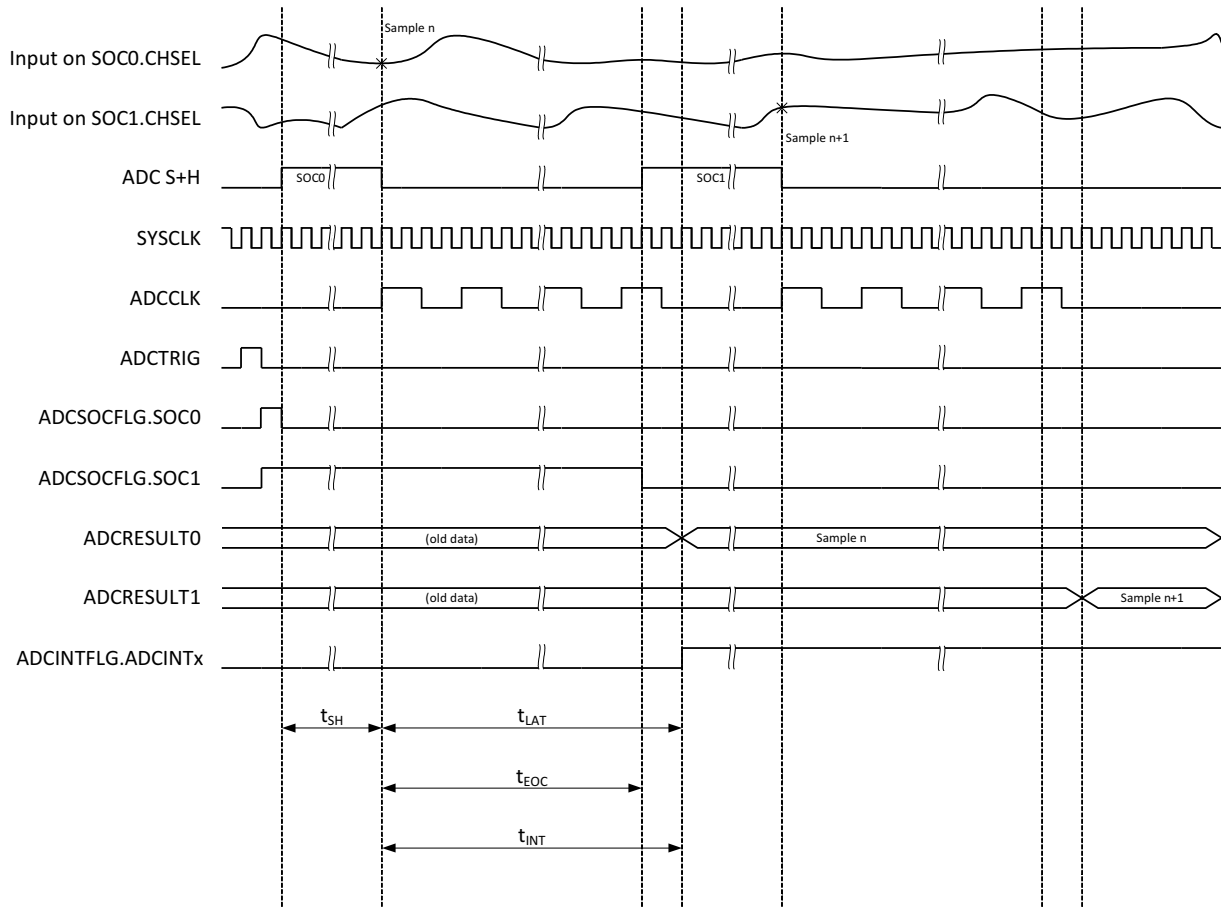 Sample n
Input on SOC0.CHSEL
Input on SOC1.CHSEL
Sample n+1
ADC S+H
SOC0
SOC1
SYSCLK
ADCCLK
ADCTRIG
ADCSOCFLG.SOC0
ADCSOCFLG.SOC1
ADCRESULT0
(old data)
Sample n
ADCRESULT1
(old data)
Sample n+1
ADCINTFLG.ADCINTx
tSH
tLAT
tEOC
tINT